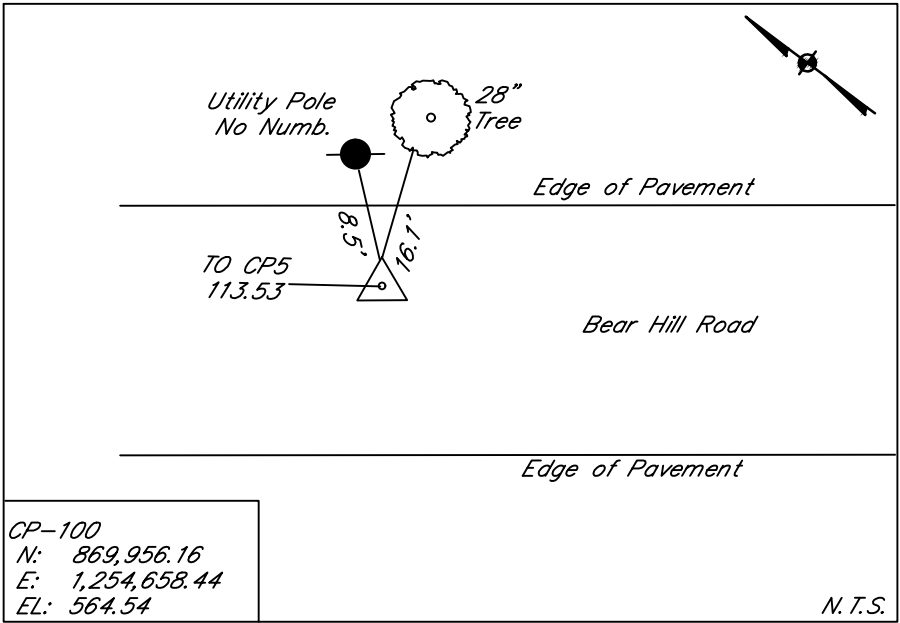 Utility Pole
No Numb.
28"
Tree
Edge of Pavement
8.5'
16.1'
TO CP5
113.53
Bear Hill Road
Edge of Pavement
CP-100
N: 869,956.16
E: 1,254,658.44
EL: 564.54
N.T.S.